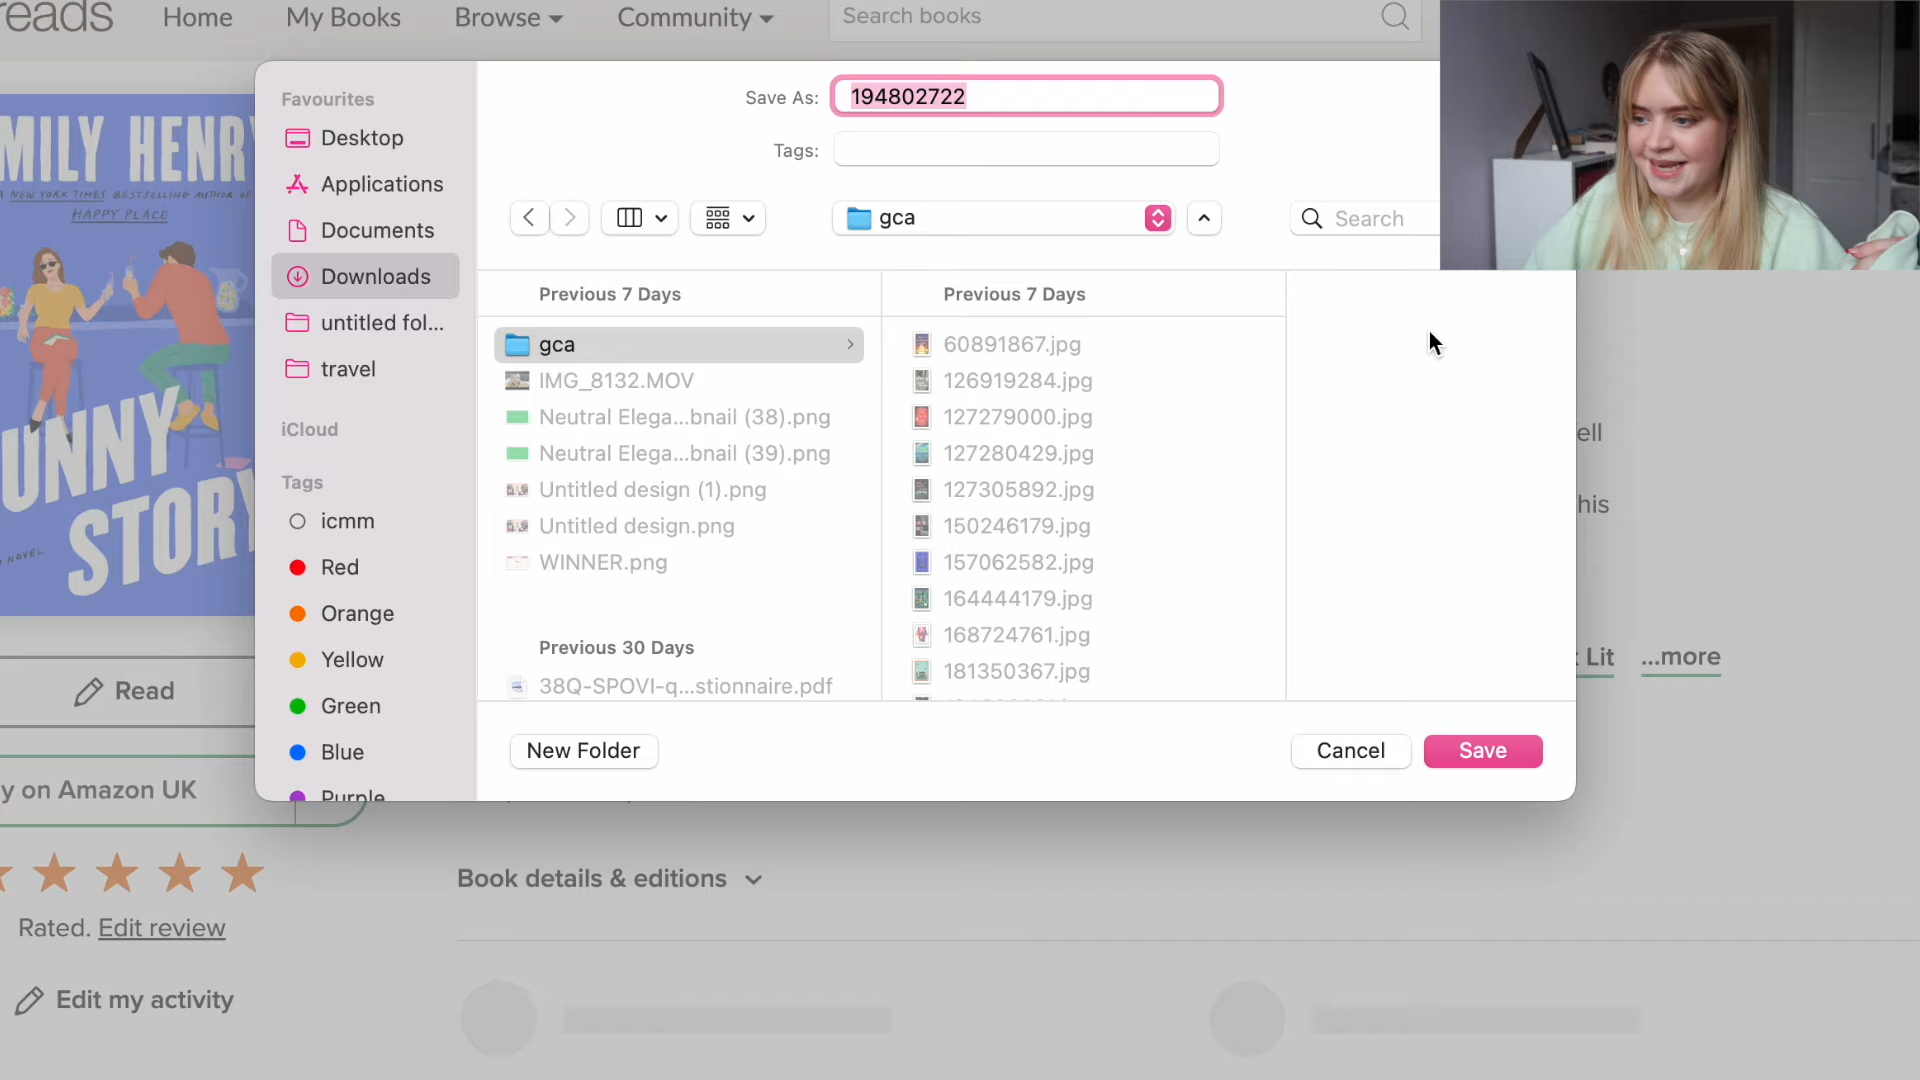 reads
Home
My Books
Browse
Community
Search books
MILY HENR
NEW YORK TIMES BESTSELLING AUTHOR OF
HAPPY PLACE
UNNY
STORY
NOVEL
Read
y on Amazon UK
Rated. Edit review
Edit my activity
Favourites
Desktop
Applications
Documents
Downloads
untitled fol...
travel
iCloud
Tags
icmm
Red
Orange
Yellow
Green
Blue
Purple
Save As: 194802722
Tags:
gca
Search
Previous 7 Days
gca
IMG_8132.MOV
Neutral Elega...bnail (38).png
Neutral Elega...bnail (39).png
Untitled design (1).png
Untitled design.png
WINNER.png
Previous 30 Days
38Q-SPOVI-q...stionnaire.pdf
Previous 7 Days
60891867.jpg
126919284.jpg
127279000.jpg
127280429.jpg
127305892.jpg
150246179.jpg
157062582.jpg
164444179.jpg
168724761.jpg
181350367.jpg
New Folder
Cancel
Save
ell
his
Lit
...more
Book details & editions